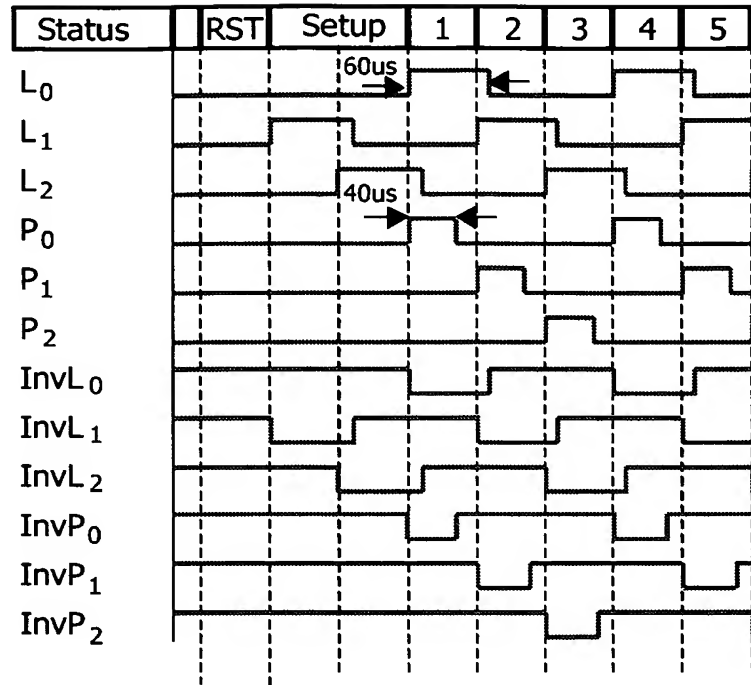 Status RST Setup 1 2 3 4 5
L0 60us
L1
L2
40us
P0
P1
P2
InvL0
InvL1
InvL2
InvP0
InvP1
InvP2